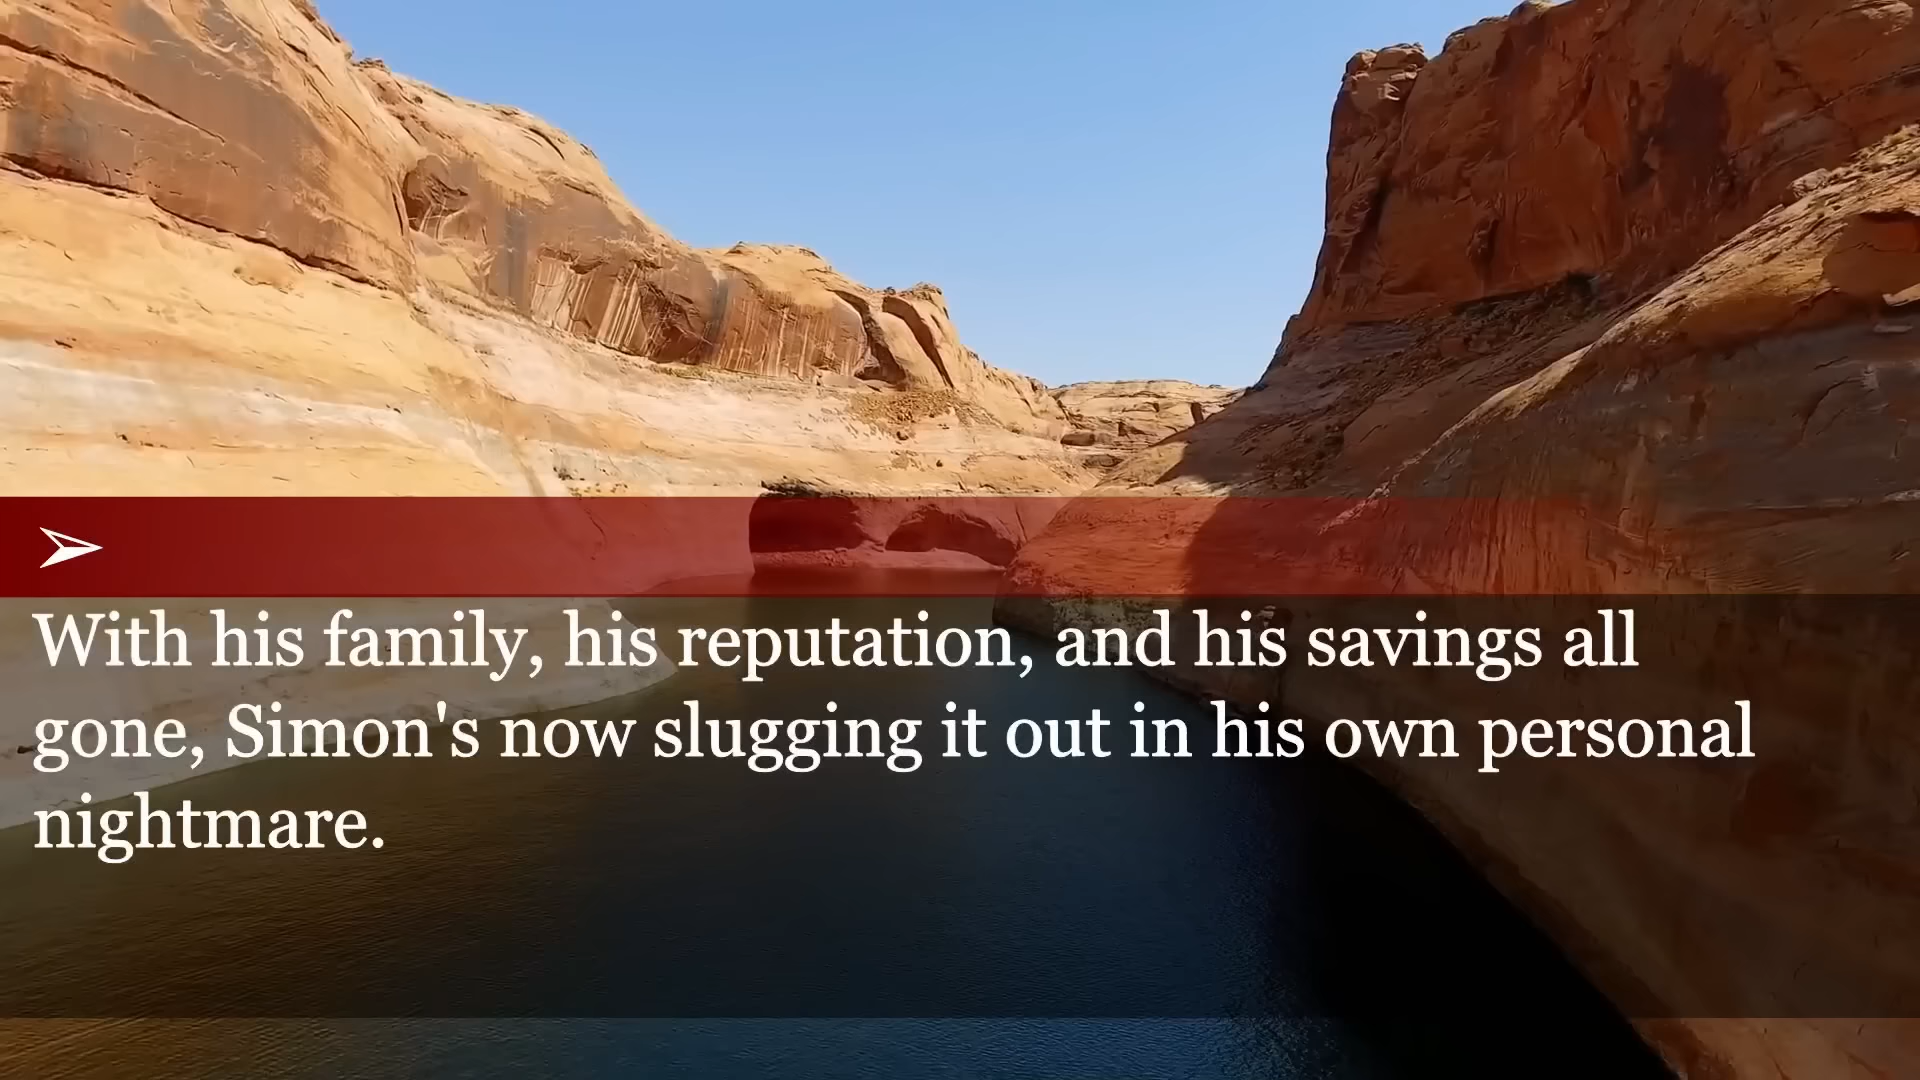 With his family, his reputation, and his savings all
gone, Simon's now slugging it out in his own personal
nightmare.